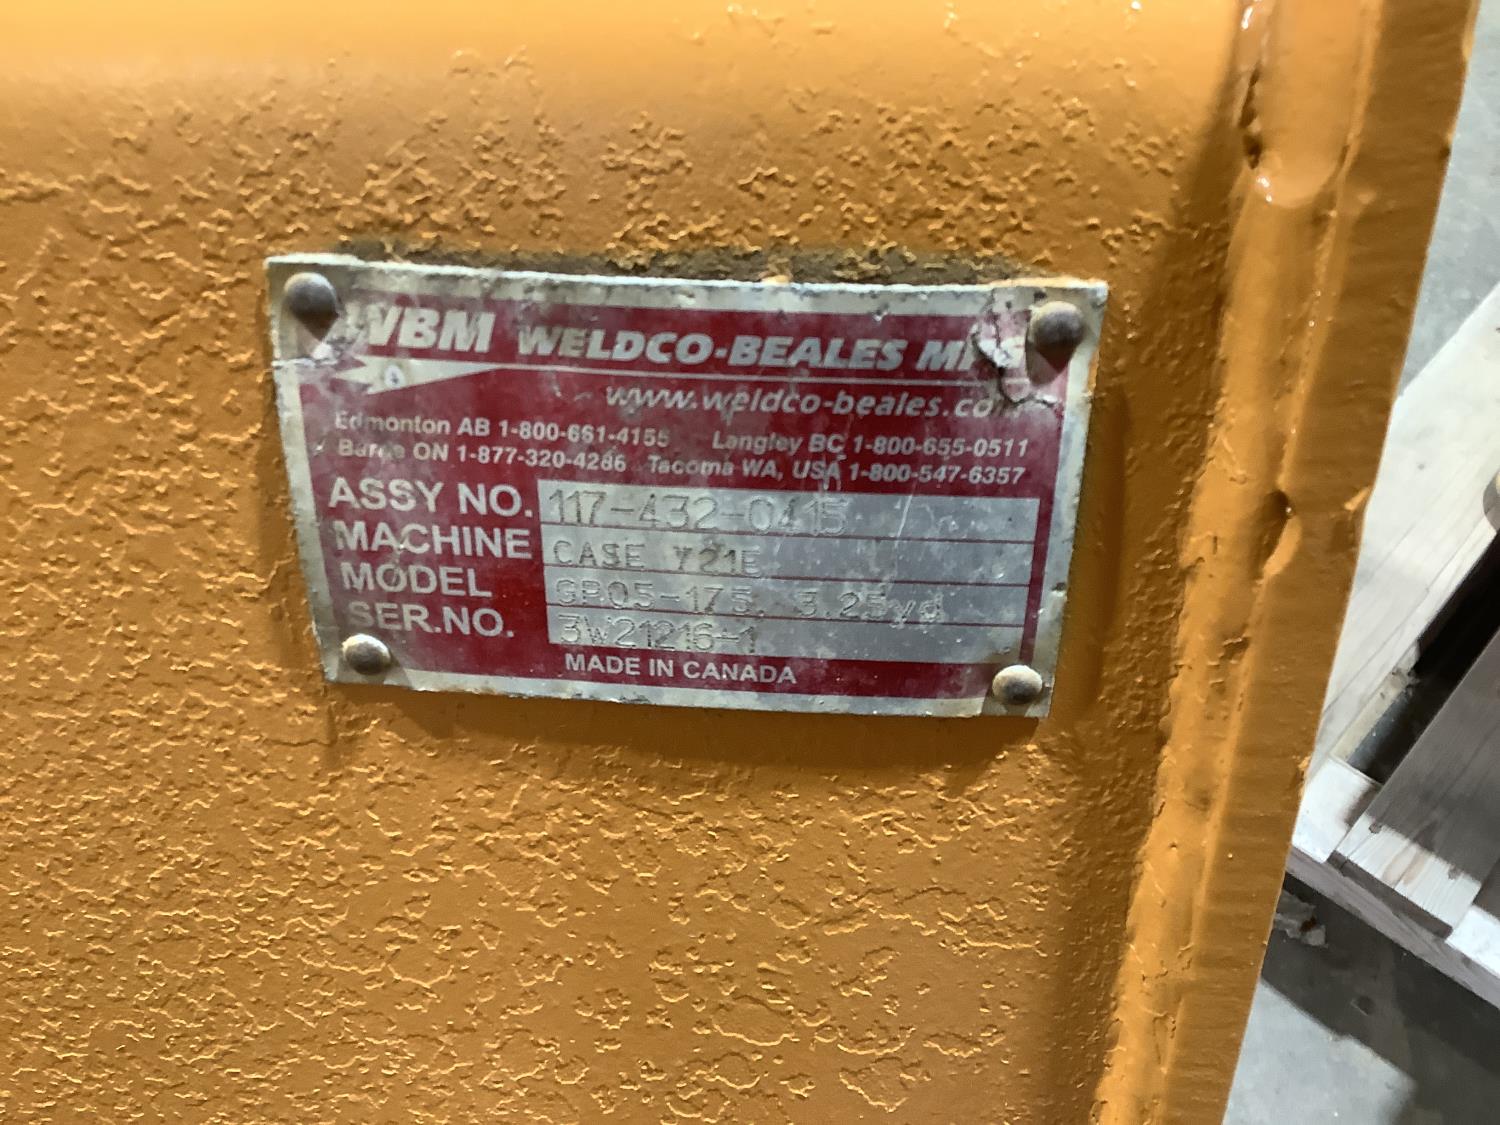 WBM WELDCO-BEALES MFG
www.weldco-beales.com
Edmonton AB 1-800-661-4155 Langley BC 1-800-655-0511
Barrie ON 1-877-320-4286 Tacoma WA, USA 1-800-547-6357
ASSY NO. 117-432-0415
MACHINE CASE 721E
MODEL 3.25yd
SER.NO. 3W21216-1
MADE IN CANADA